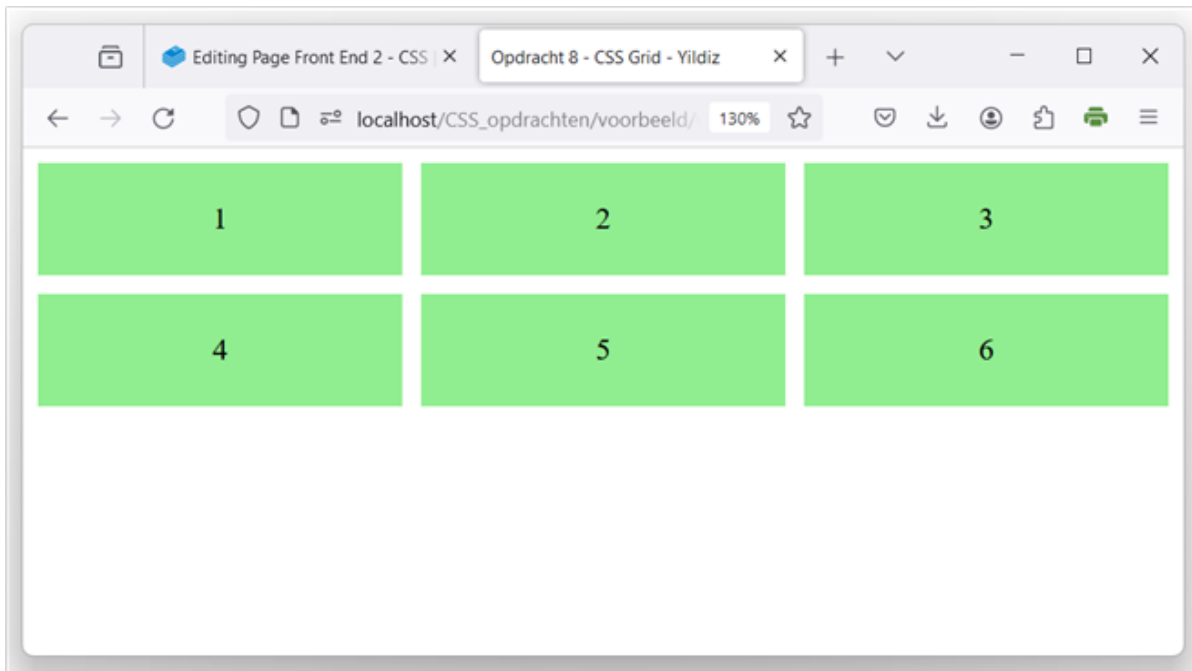 Editing Page Front End 2 - CSS
Opdracht 8 - CSS Grid - Yildiz
localhost/CSS_opdrachten/voorbeeld/
130%
1
2
3
4
5
6